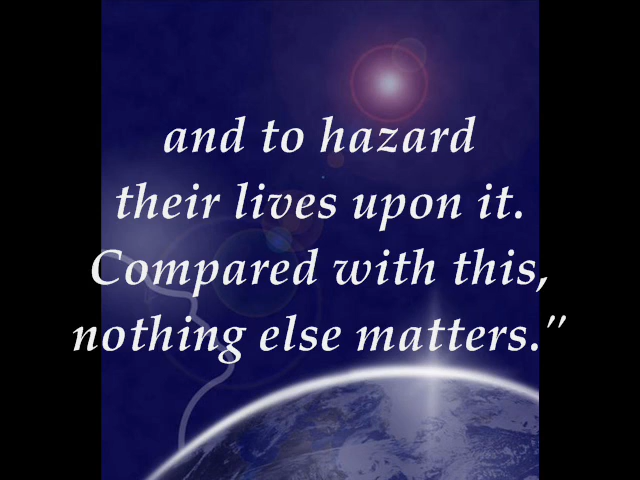 and to hazard
their lives upon it.
Compared with this,
nothing else matters."